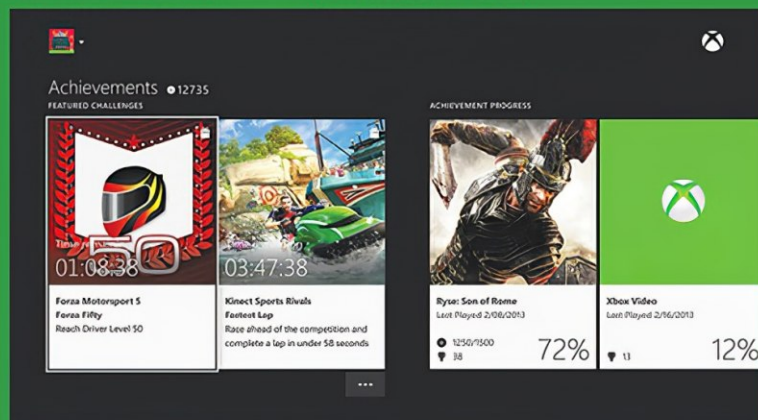 Achievements 12735
FEATURED CHALLENGES
50
01:08:38
Forza Motorsport 5
Forza Fifty
Reach Driver Level 50
03:47:38
Kinect Sports Rivals
Fastest Lap
Race ahead of the competition and
complete a lap in under 58 seconds
...
ACHIEVEMENT PROGRESS
Ryse: Son of Rome
Last Played 2/08/2013
72%
38
Xbox Video
Last Played 2/16/2013
13
12%